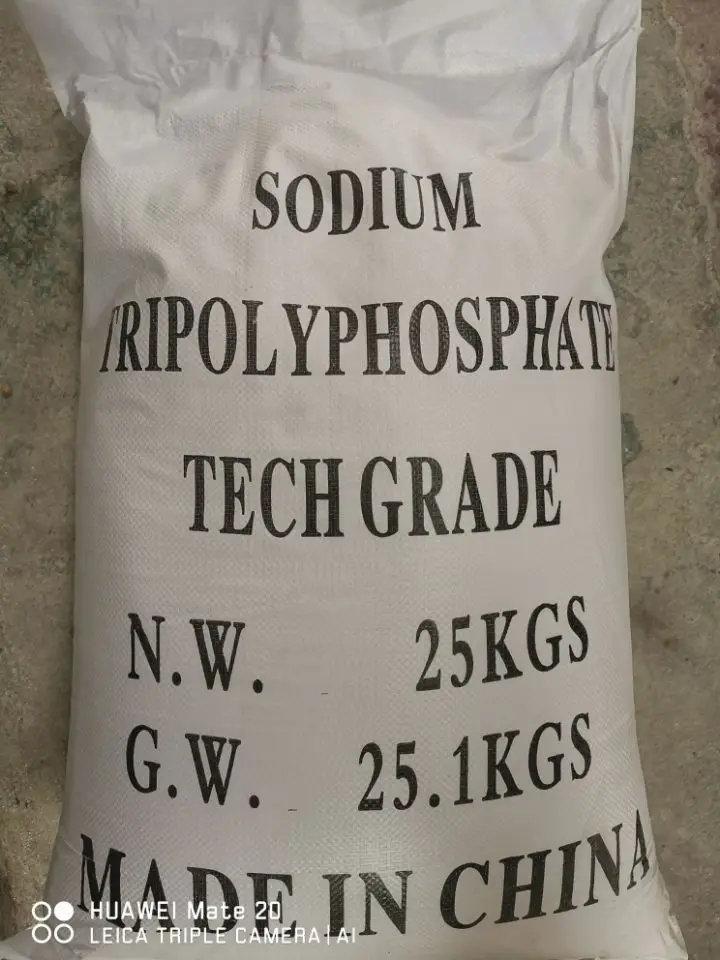 SODIUM
TRIPOLYPHOSPHATE
TECH GRADE
N.W. 25KGS
G.W. 25.1KGS
MADE IN CHINA
HUAWEI Mate 20
LEICA TRIPLE CAMERA | AI